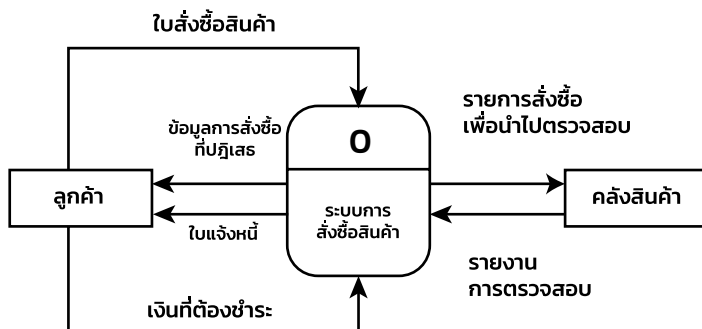 ใบสั่งซื้อสินค้า
รายการสั่งซื้อ
เพื่อนำไปตรวจสอบ
ข้อมูลการสั่งซื้อ
ที่ปฎิเสธ
0
ลูกค้า
ระบบการ
สั่งซื้อสินค้า
คลังสินค้า
ใบแจ้งหนี้
รายงาน
การตรวจสอบ
เงินที่ต้องชำระ